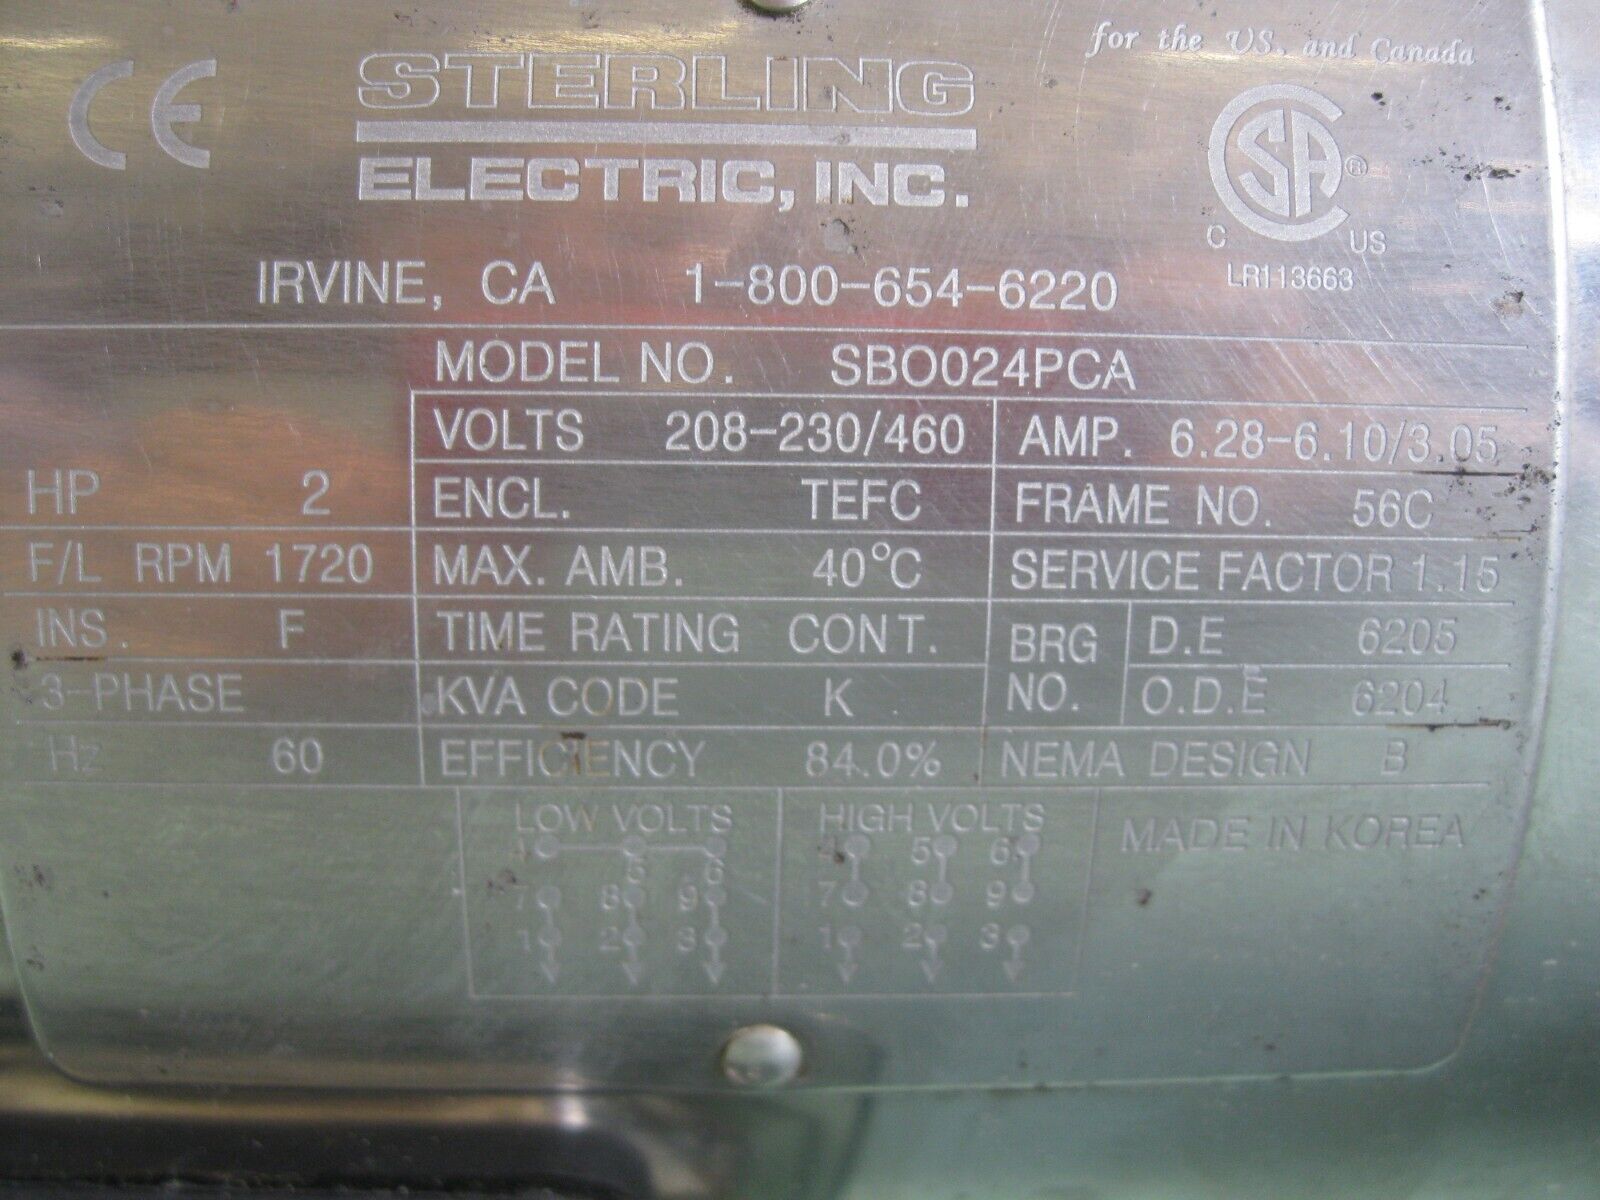 for the US. and Canada
CE
STERLING
ELECTRIC, INC.
CSA ®
C US
LR113663
IRVINE, CA 1-800-654-6220
MODEL NO. SBO024PCA
VOLTS 208-230/460 AMP. 6.28-6.10/3.05
HP 2 ENCL. TEFC FRAME NO. 56C
F/L RPM 1720 MAX. AMB. 40°C SERVICE FACTOR 1.15
INS. F TIME RATING CONT. BRG NO. D.E 6205
3-PHASE KVA CODE K O.D.E 6204
Hz 60 EFFICIENCY 84.0% NEMA DESIGN B
LOW VOLTS HIGH VOLTS MADE IN KOREA
4 5 6 4 5 6
7 8 9 7 8 9
1 2 3 1 2 3